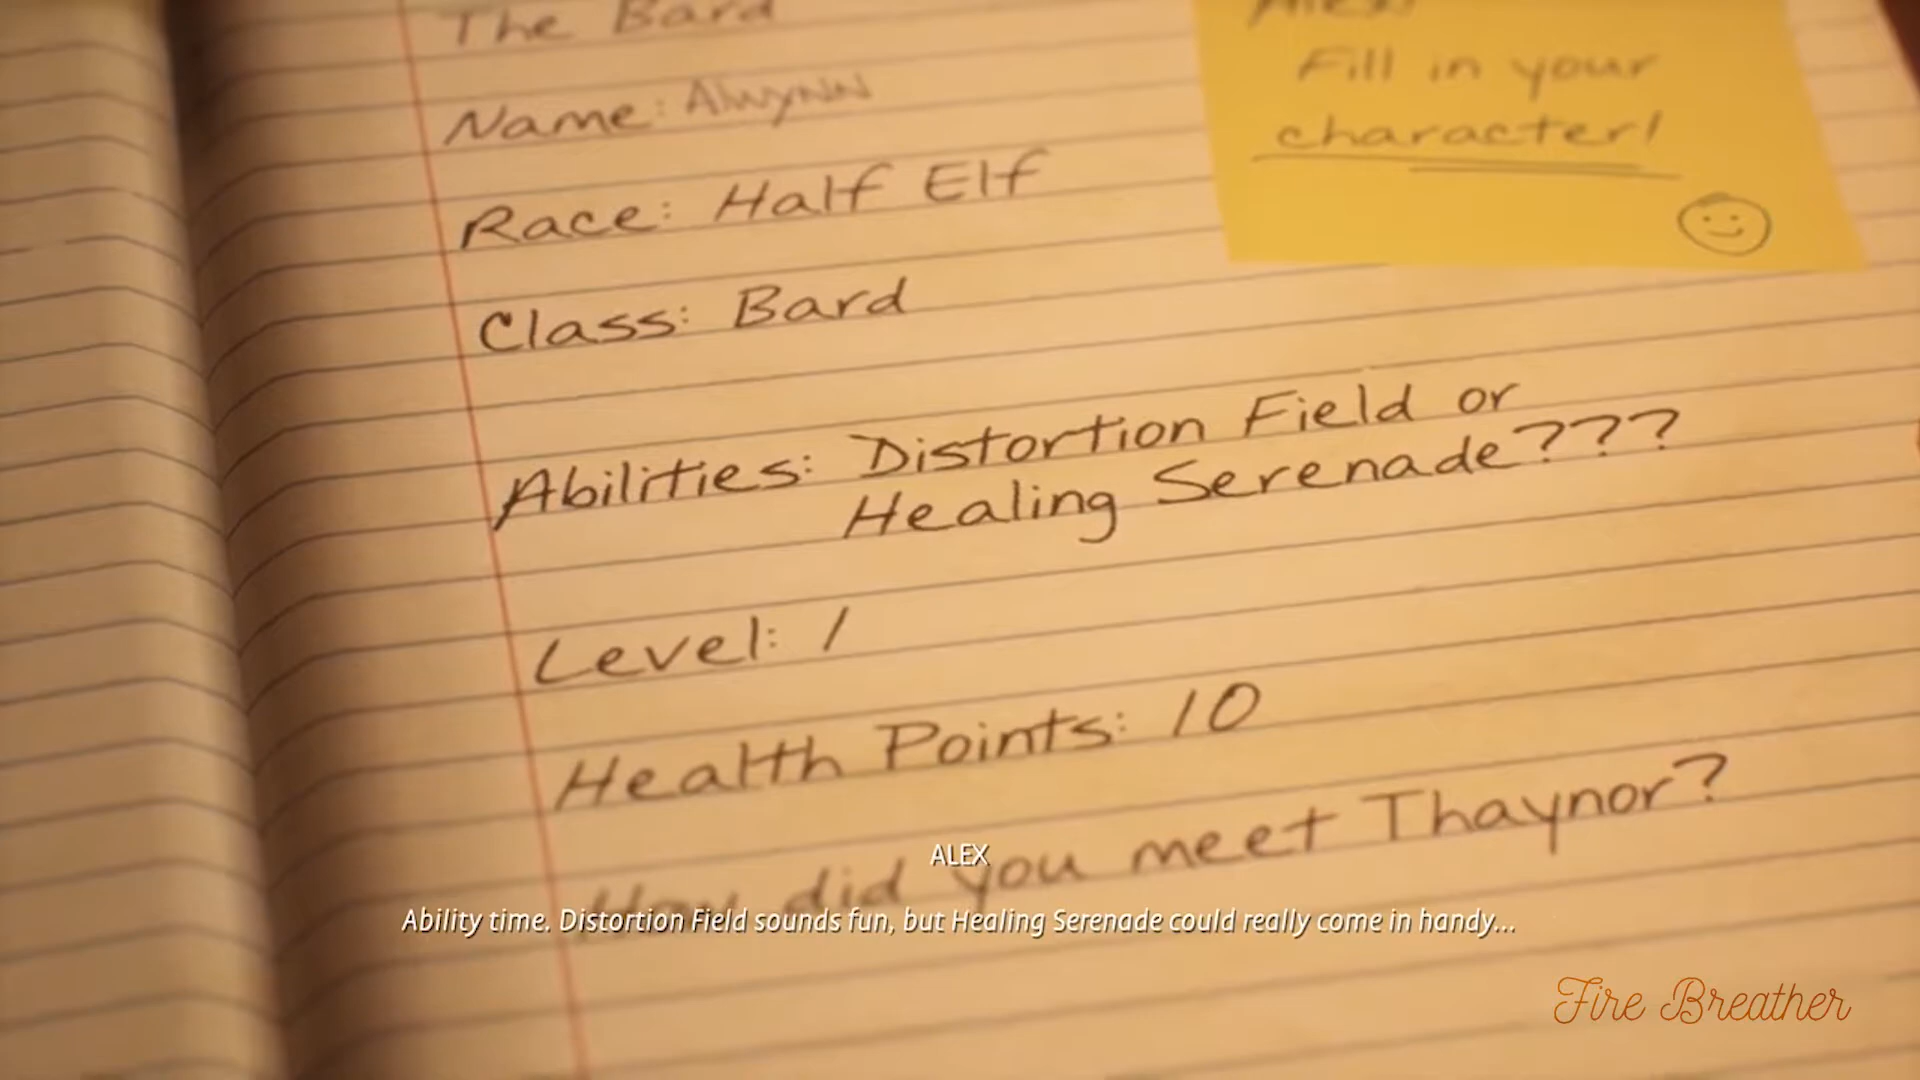 The Bard
Alex!
Fill in your
character!
Name: Alwynn
Race: Half Elf
Class: Bard
Abilities: Distortion Field or
Healing Serenade???
Level: 1
Health Points: 10
How did you meet Thaynor?
ALEX
Ability time. Distortion Field sounds fun, but Healing Serenade could really come in handy...
Fire Breather